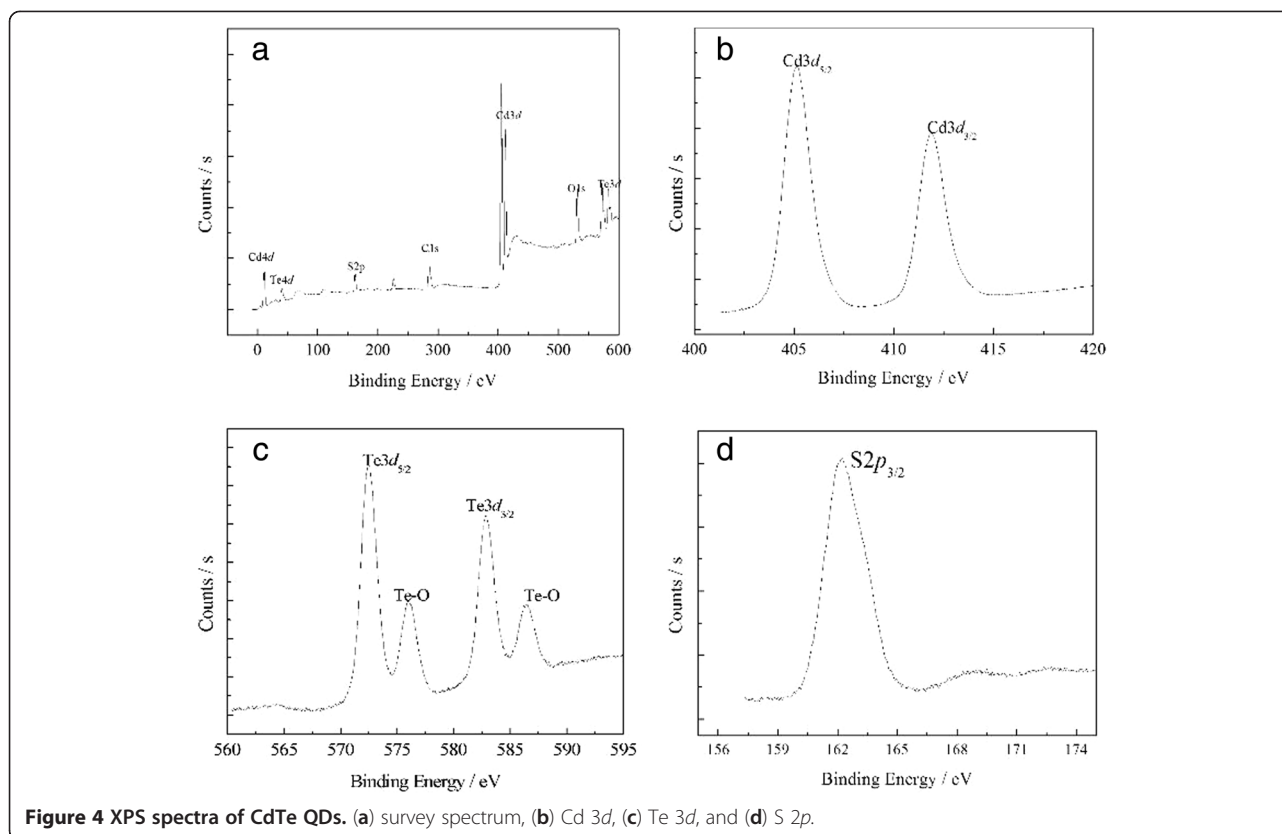 a
Counts / s
Cd4d
Te4d
S2p
C1s
Cd3d
O1s
Te3d
0 100 200 300 400 500 600
Binding Energy / eV
b
Counts / s
Cd3d5/2
Cd3d3/2
400 405 410 415 420
Binding Energy / eV
c
Counts / s
Te3d5/2
Te-O
Te3d3/2
Te-O
560 565 570 575 580 585 590 595
Binding Energy / eV
d
Counts / s
S2p3/2
156 159 162 165 168 171 174
Binding Energy / eV
Figure 4 XPS spectra of CdTe QDs. (a) survey spectrum, (b) Cd 3d, (c) Te 3d, and (d) S 2p.